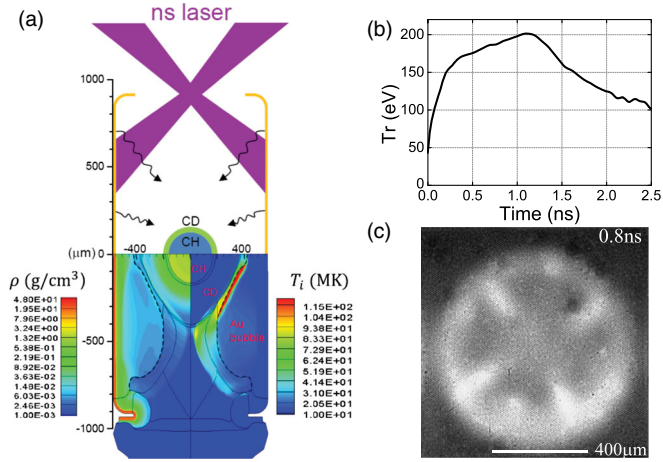 (a)
ns laser
1000
500
0
(μm)
-400
400
-500
-1000
CD
CH
CH
CD
Au
bubble
ρ (g/cm³)
4.80E+01
1.95E+01
7.96E+00
3.24E+00
1.32E+00
5.38E-01
2.19E-01
8.92E-02
3.63E-02
1.48E-02
6.03E-03
2.46E-03
1.00E-03
Tᵢ (MK)
1.15E+02
1.04E+02
9.38E+01
8.33E+01
7.29E+01
6.24E+01
5.19E+01
4.14E+01
3.10E+01
2.05E+01
1.00E+01
(b)
Tr (eV)
200
150
100
50
0
0.0 0.5 1.0 1.5 2.0 2.5
Time (ns)
(c)
0.8ns
400μm